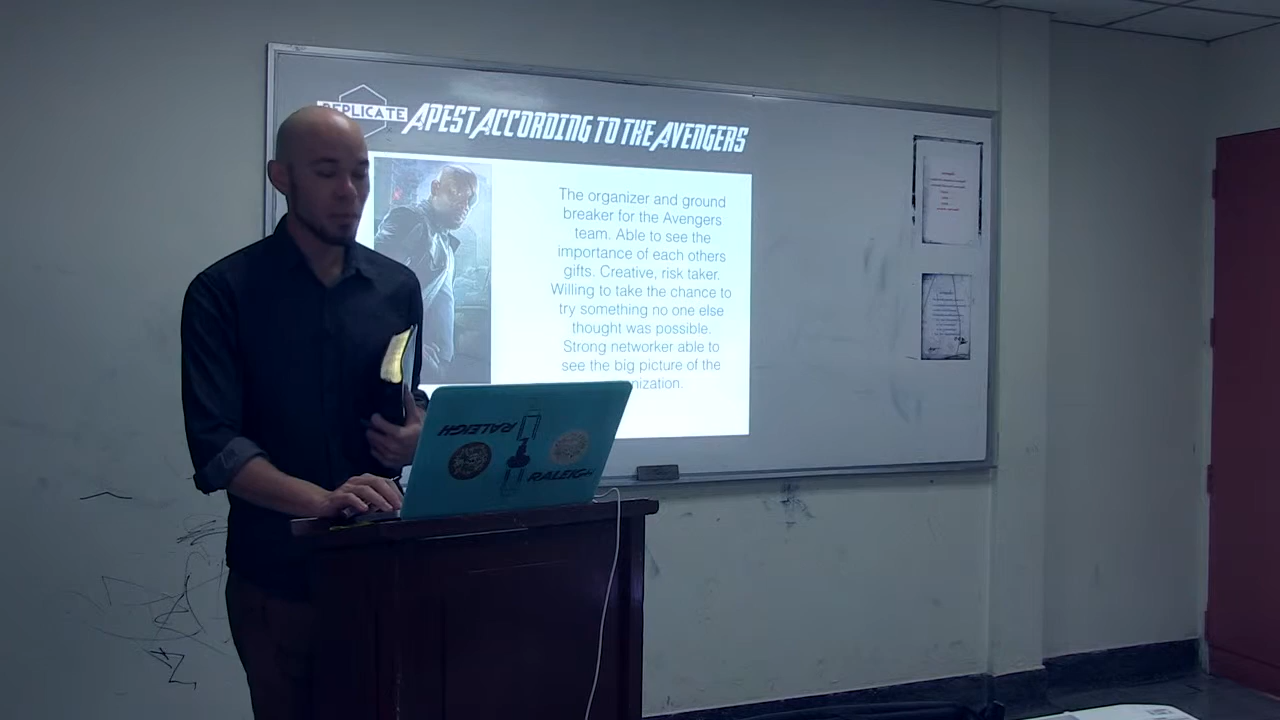 REPLICATE
APEST ACCORDING TO THE AVENGERS
The organizer and ground
breaker for the Avengers
team. Able to see the
importance of each others
gifts. Creative, risk taker.
Willing to take the chance to
try something no one else
thought was possible.
Strong networker able to
see the big picture of the
nization.
RALEIGH
RALEIGH